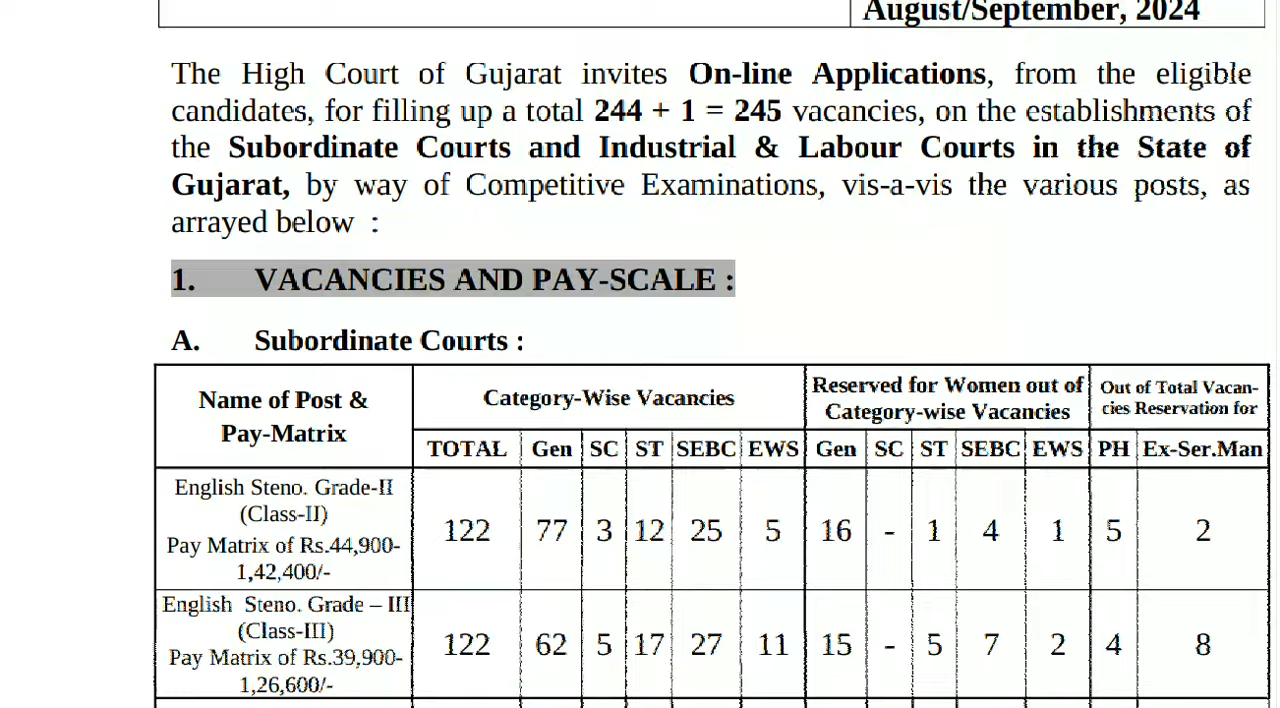 August/September, 2024
The High Court of Gujarat invites On-line Applications, from the eligible
candidates, for filling up a total 244 + 1 = 245 vacancies, on the establishments of
the Subordinate Courts and Industrial & Labour Courts in the State of
Gujarat, by way of Competitive Examinations, vis-a-vis the various posts, as
arrayed below :
1. VACANCIES AND PAY-SCALE :
A. Subordinate Courts :
Name of Post &
Pay-Matrix
Category-Wise Vacancies
Reserved for Women out of
Category-wise Vacancies
Out of Total Vacan-
cies Reservation for
TOTAL Gen SC ST SEBC EWS Gen SC ST SEBC EWS PH Ex-Ser.Man
English Steno. Grade-II
(Class-II)
Pay Matrix of Rs.44,900-
1,42,400/-
122 77 3 12 25 5 16 - 1 4 1 5 2
English Steno. Grade – III
(Class-III)
Pay Matrix of Rs.39,900-
1,26,600/-
122 62 5 17 27 11 15 - 5 7 2 4 8